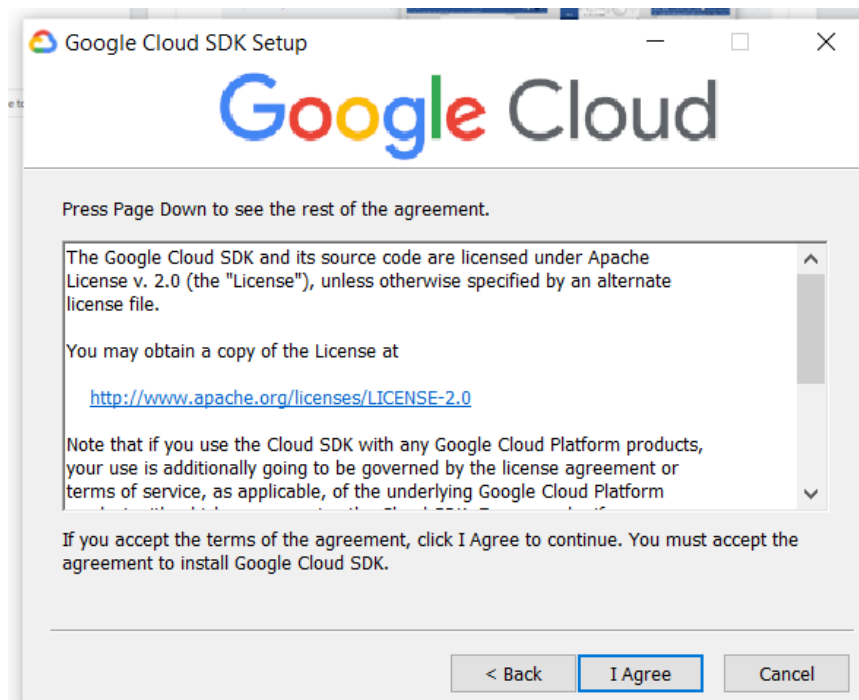 Google Cloud SDK Setup
Google Cloud
Press Page Down to see the rest of the agreement.
The Google Cloud SDK and its source code are licensed under Apache
License v. 2.0 (the "License"), unless otherwise specified by an alternate
license file.
You may obtain a copy of the License at
http://www.apache.org/licenses/LICENSE-2.0
Note that if you use the Cloud SDK with any Google Cloud Platform products,
your use is additionally going to be governed by the license agreement or
terms of service, as applicable, of the underlying Google Cloud Platform
If you accept the terms of the agreement, click I Agree to continue. You must accept the
agreement to install Google Cloud SDK.
< Back
I Agree
Cancel